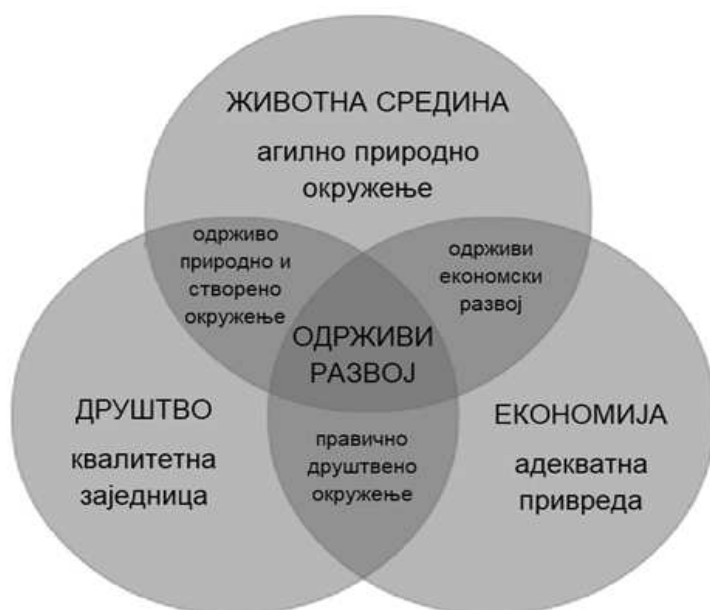 ЖИВОТНА СРЕДИНА
агилно природно
окружење
одрживо
природно и
створено
окружење
одрживи
економски
развој
ОДРЖИВИ
РАЗВОЈ
ДРУШТВО
квалитетна
заједница
правично
друштвено
окружење
ЕКОНОМИЈА
адекватна
привреда